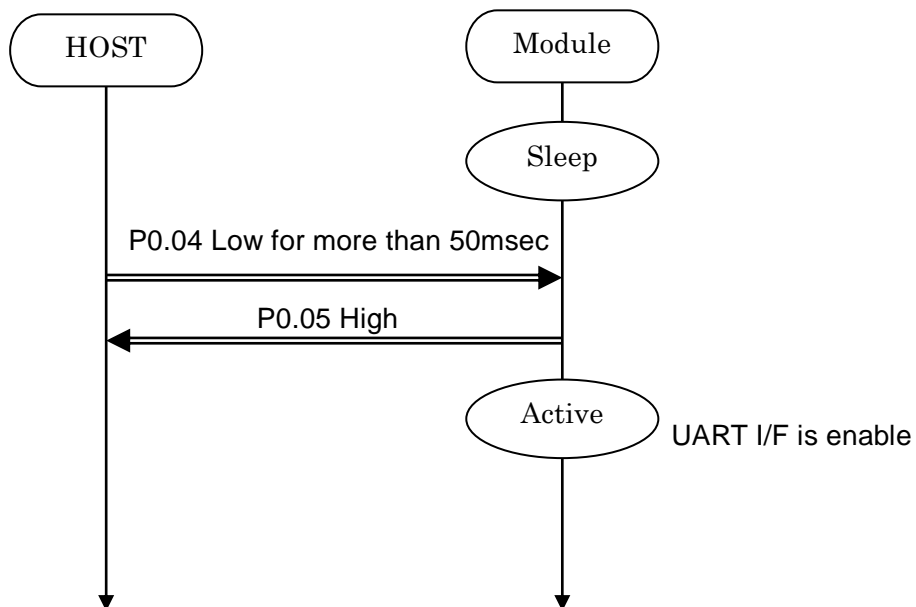 HOST
Module
Sleep
P0.04 Low for more than 50msec
P0.05 High
Active
UART I/F is enable